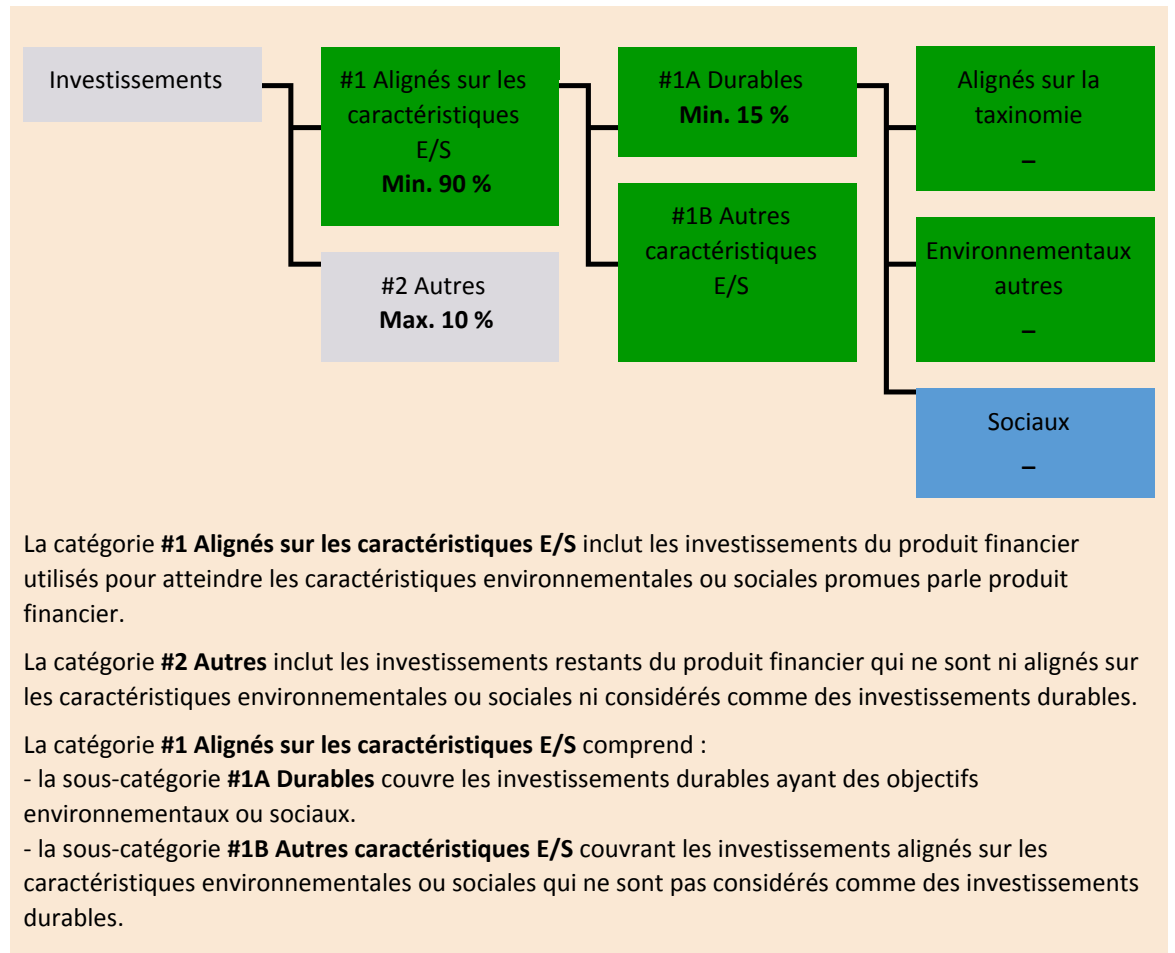 Investissements
#1 Alignés sur les
caractéristiques
E/S
Min. 90 %
#2 Autres
Max. 10 %
#1A Durables
Min. 15 %
#1B Autres
caractéristiques
E/S
Alignés sur la
taxinomie
–
Environnementaux
autres
–
Sociaux
–
La catégorie #1 Alignés sur les caractéristiques E/S inclut les investissements du produit financier
utilisés pour atteindre les caractéristiques environnementales ou sociales promues parle produit
financier.
La catégorie #2 Autres inclut les investissements restants du produit financier qui ne sont ni alignés sur
les caractéristiques environnementales ou sociales ni considérés comme des investissements durables.
La catégorie #1 Alignés sur les caractéristiques E/S comprend :
- la sous-catégorie #1A Durables couvre les investissements durables ayant des objectifs
environnementaux ou sociaux.
- la sous-catégorie #1B Autres caractéristiques E/S couvrant les investissements alignés sur les
caractéristiques environnementales ou sociales qui ne sont pas considérés comme des investissements
durables.